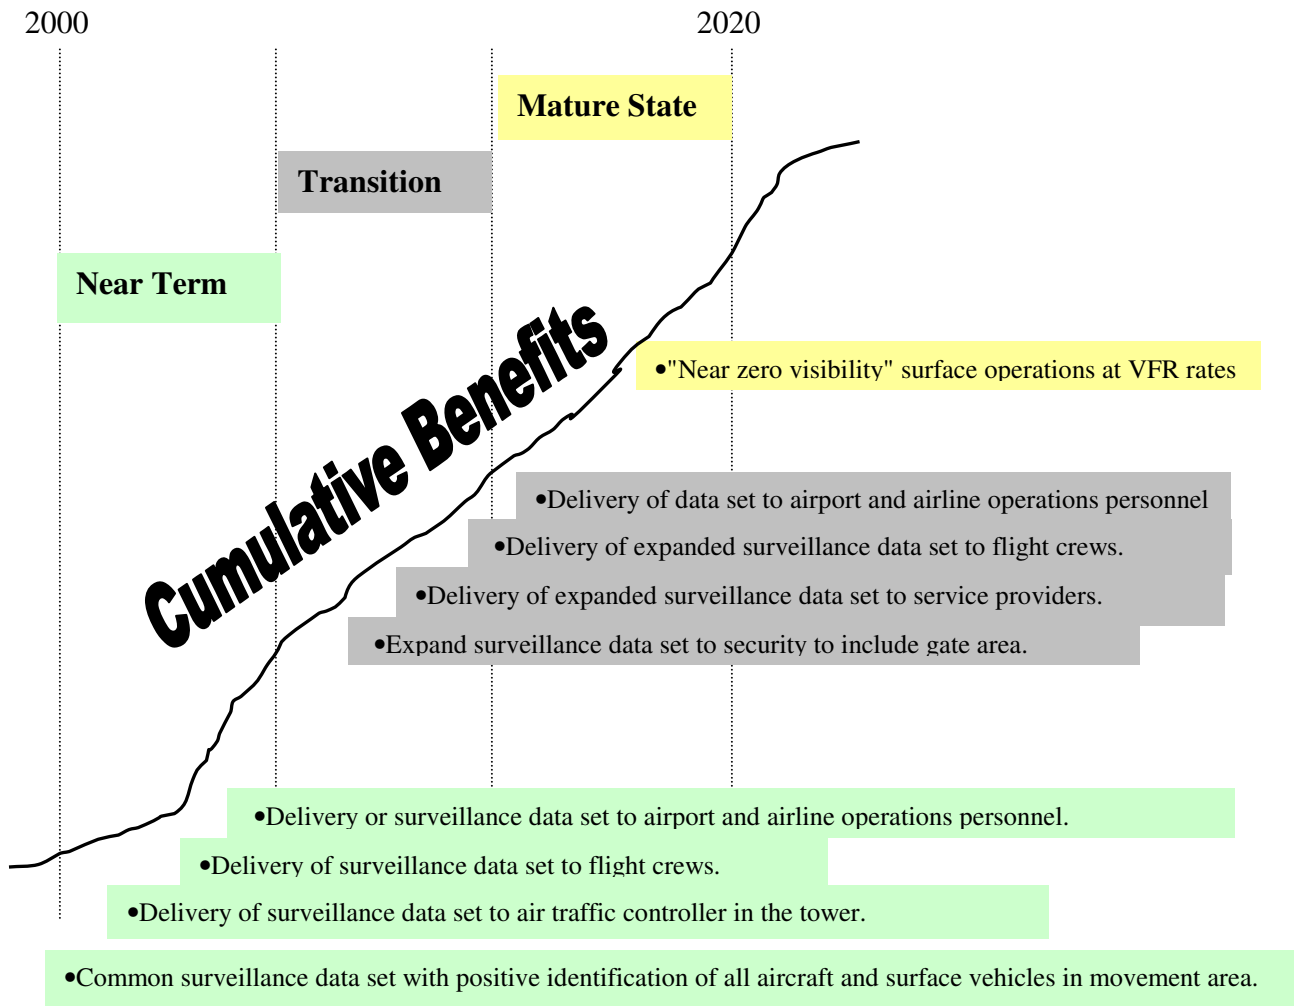 2000
2020
Mature State
Transition
Near Term
Cumulative Benefits
•"Near zero visibility" surface operations at VFR rates
•Delivery of data set to airport and airline operations personnel
•Delivery of expanded surveillance data set to flight crews.
•Delivery of expanded surveillance data set to service providers.
•Expand surveillance data set to security to include gate area.
•Delivery or surveillance data set to airport and airline operations personnel.
•Delivery of surveillance data set to flight crews.
•Delivery of surveillance data set to air traffic controller in the tower.
•Common surveillance data set with positive identification of all aircraft and surface vehicles in movement area.